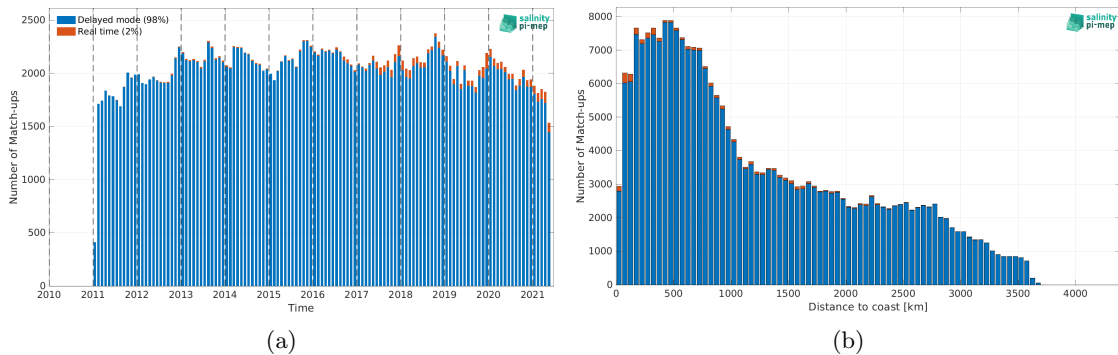 Delayed mode (98%)
Real time (2%)
salinity
pi-mep
Number of Match-ups
2500
2000
1500
1000
500
0
2010 2011 2012 2013 2014 2015 2016 2017 2018 2019 2020 2021
Time
(a)
salinity
pi-mep
Number of Match-ups
8000
7000
6000
5000
4000
3000
2000
1000
0
0 500 1000 1500 2000 2500 3000 3500 4000
Distance to coast [km]
(b)